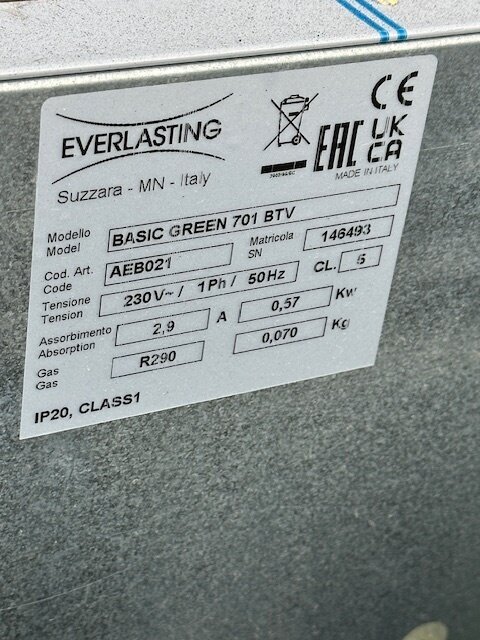 EVERLASTING
Suzzara - MN - Italy
CE
EAC
UK
CA
MADE IN ITALY
Modello
Model
BASIC GREEN 701 BTV
Cod. Art.
Code
AEB021
Matricola
SN
146493
Tensione
Tension
230V~ / 1Ph / 50Hz
CL.
5
Assorbimento
Absorption
2,9
A
0,57
Kw
Gas
Gas
R290
0,070
Kg
IP20, CLASS1